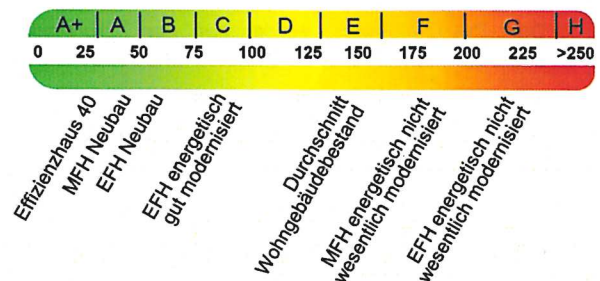 A+ A B C D E F G H
0 25 50 75 100 125 150 175 200 225 >250
Effizienzhaus 40
MFH Neubau
EFH Neubau
EFH energetisch
gut modernisiert
Durchschnitt
Wohngebäudebestand
MFH energetisch nicht
wesentlich modernisiert
EFH energetisch nicht
wesentlich modernisiert